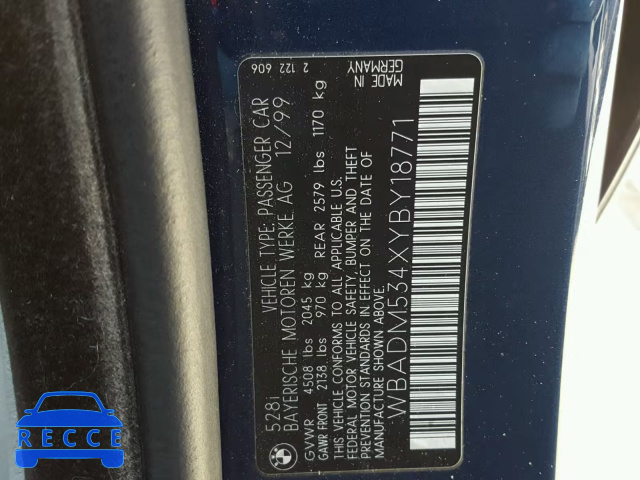 528i VEHICLE TYPE: PASSENGER CAR 2 122 606
BAYERISCHE MOTOREN WERKE AG 12/99
GVWR 4508 lbs 2045 kg
GAWR FRONT 2138 lbs 970 kg REAR 2579 lbs 1170 kg
THIS VEHICLE CONFORMS TO ALL APPLICABLE U.S.
FEDERAL MOTOR VEHICLE SAFETY, BUMPER AND THEFT
PREVENTION STANDARDS IN EFFECT ON THE DATE OF
MANUFACTURE SHOWN ABOVE.
MADE IN
GERMANY
WBADM534XYBY18771
RECCE